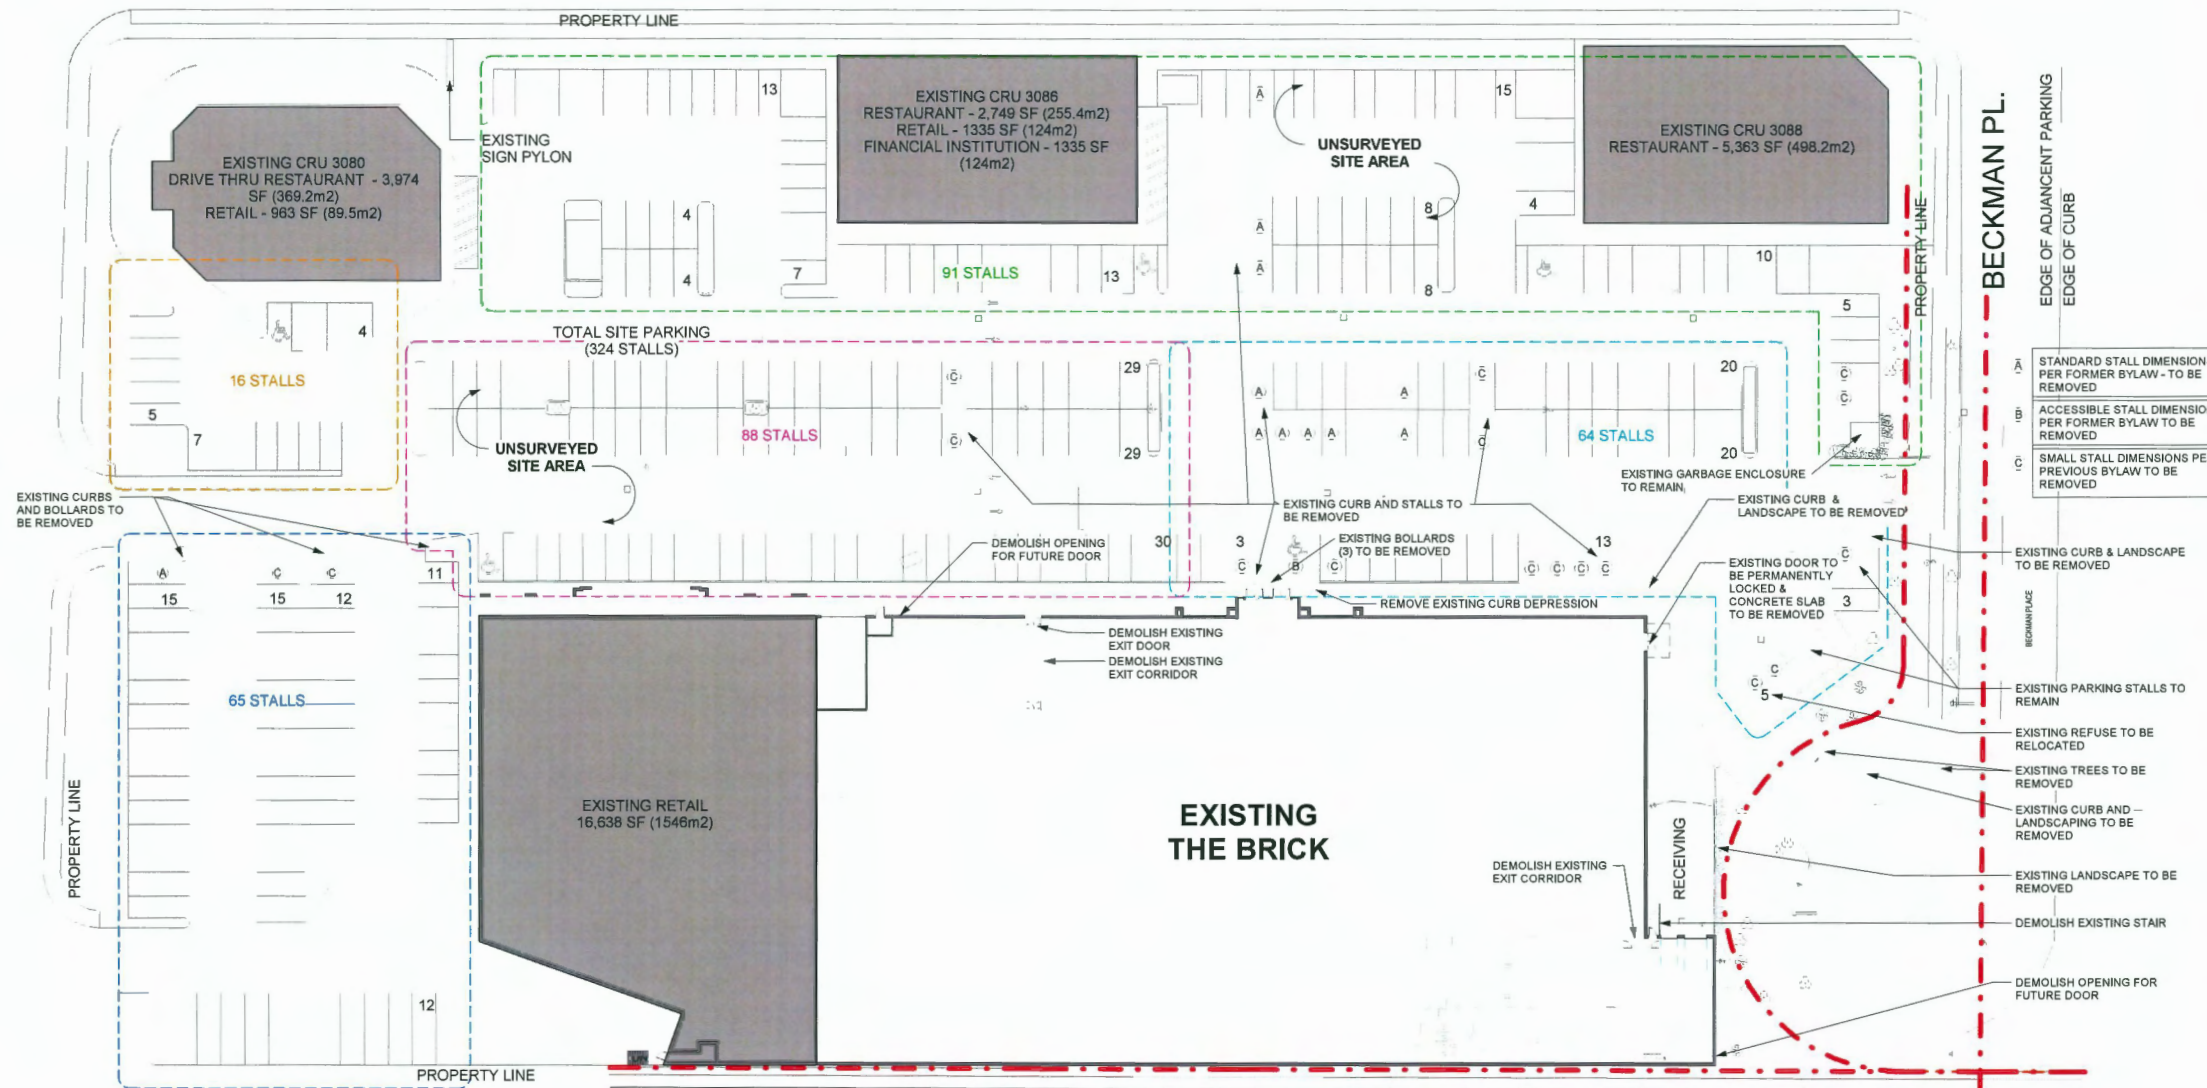 PROPERTY LINE
EXISTING CRU 3080
DRIVE THRU RESTAURANT - 3,974
SF (369.2m2)
RETAIL - 963 SF (89.5m2)
EXISTING
SIGN PYLON
13
EXISTING CRU 3086
RESTAURANT - 2,749 SF (255.4m2)
RETAIL - 1335 SF (124m2)
FINANCIAL INSTITUTION - 1335 SF
(124m2)
A
15
UNSURVEYED
SITE AREA
EXISTING CRU 3088
RESTAURANT - 5,363 SF (498.2m2)
4
4
7
91 STALLS
13
A
A
8
8
4
10
5
PROPERTY LINE
BECKMAN PL.
EDGE OF ADJANCENT PARKING
EDGE OF CURB
4
16 STALLS
5
7
TOTAL SITE PARKING
(324 STALLS)
29
C
88 STALLS
C
29
UNSURVEYED
SITE AREA
A
A
C
20
A
A
A
A
A
C
64 STALLS
20
C
C
A
STANDARD STALL DIMENSION
PER FORMER BYLAW - TO BE
REMOVED
B
ACCESSIBLE STALL DIMENSIO
PER FORMER BYLAW TO BE
REMOVED
C
SMALL STALL DIMENSIONS PE
PREVIOUS BYLAW TO BE
REMOVED
EXISTING GARBAGE ENCLOSURE
TO REMAIN
EXISTING CURB &
LANDSCAPE TO BE REMOVED
EXISTING CURBS
AND BOLLARDS TO
BE REMOVED
EXISTING CURB AND STALLS TO
BE REMOVED
DEMOLISH OPENING
FOR FUTURE DOOR
30
3
C
EXISTING BOLLARDS
(3) TO BE REMOVED
B
C
13
C
C
C
C
EXISTING DOOR TO
BE PERMANENTLY
LOCKED &
CONCRETE SLAB
TO BE REMOVED
C
3
EXISTING CURB & LANDSCAPE
TO BE REMOVED
BECKMAN PLACE
A
C
C
11
15
15
12
REMOVE EXISTING CURB DEPRESSION
DEMOLISH EXISTING
EXIT DOOR
DEMOLISH EXISTING
EXIT CORRIDOR
65 STALLS
C
C
5
EXISTING PARKING STALLS TO
REMAIN
EXISTING REFUSE TO BE
RELOCATED
EXISTING TREES TO BE
REMOVED
EXISTING CURB AND
LANDSCAPING TO BE
REMOVED
PROPERTY LINE
EXISTING RETAIL
16,638 SF (1546m2)
EXISTING
THE BRICK
DEMOLISH EXISTING
EXIT CORRIDOR
RECEIVING
EXISTING LANDSCAPE TO BE
REMOVED
DEMOLISH EXISTING STAIR
DEMOLISH OPENING FOR
FUTURE DOOR
12
PROPERTY LINE